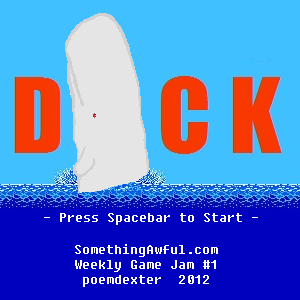 D CK
- Press Spacebar to Start -
SomethingAwful.com
Weekly Game Jam #1
poemdexter 2012